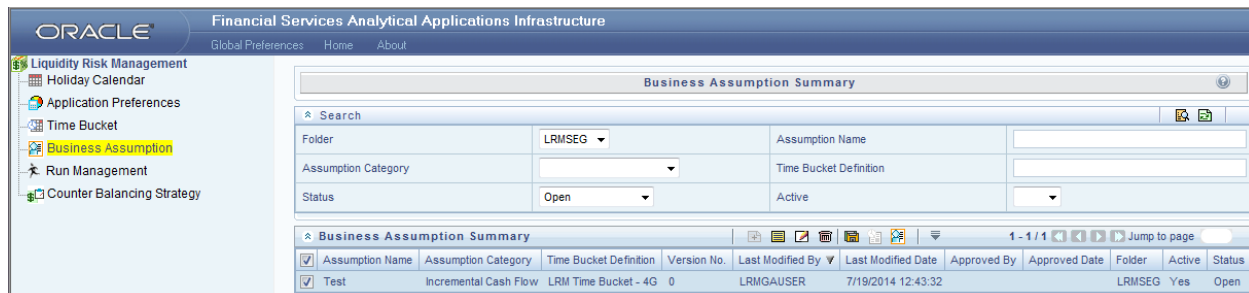 ORACLE
Financial Services Analytical Applications Infrastructure
Global Preferences Home About
Liquidity Risk Management
Holiday Calendar
Application Preferences
Time Bucket
Business Assumption
Run Management
Counter Balancing Strategy
Business Assumption Summary
Search
Folder LRMSEG Assumption Name
Assumption Category Time Bucket Definition
Status Open Active
Business Assumption Summary 1 - 1 / 1 Jump to page
Assumption Name Assumption Category Time Bucket Definition Version No. Last Modified By Last Modified Date Approved By Approved Date Folder Active Status
Test Incremental Cash Flow LRM Time Bucket - 4G 0 LRMGAUSER 7/19/2014 12:43:32 LRMSEG Yes Open